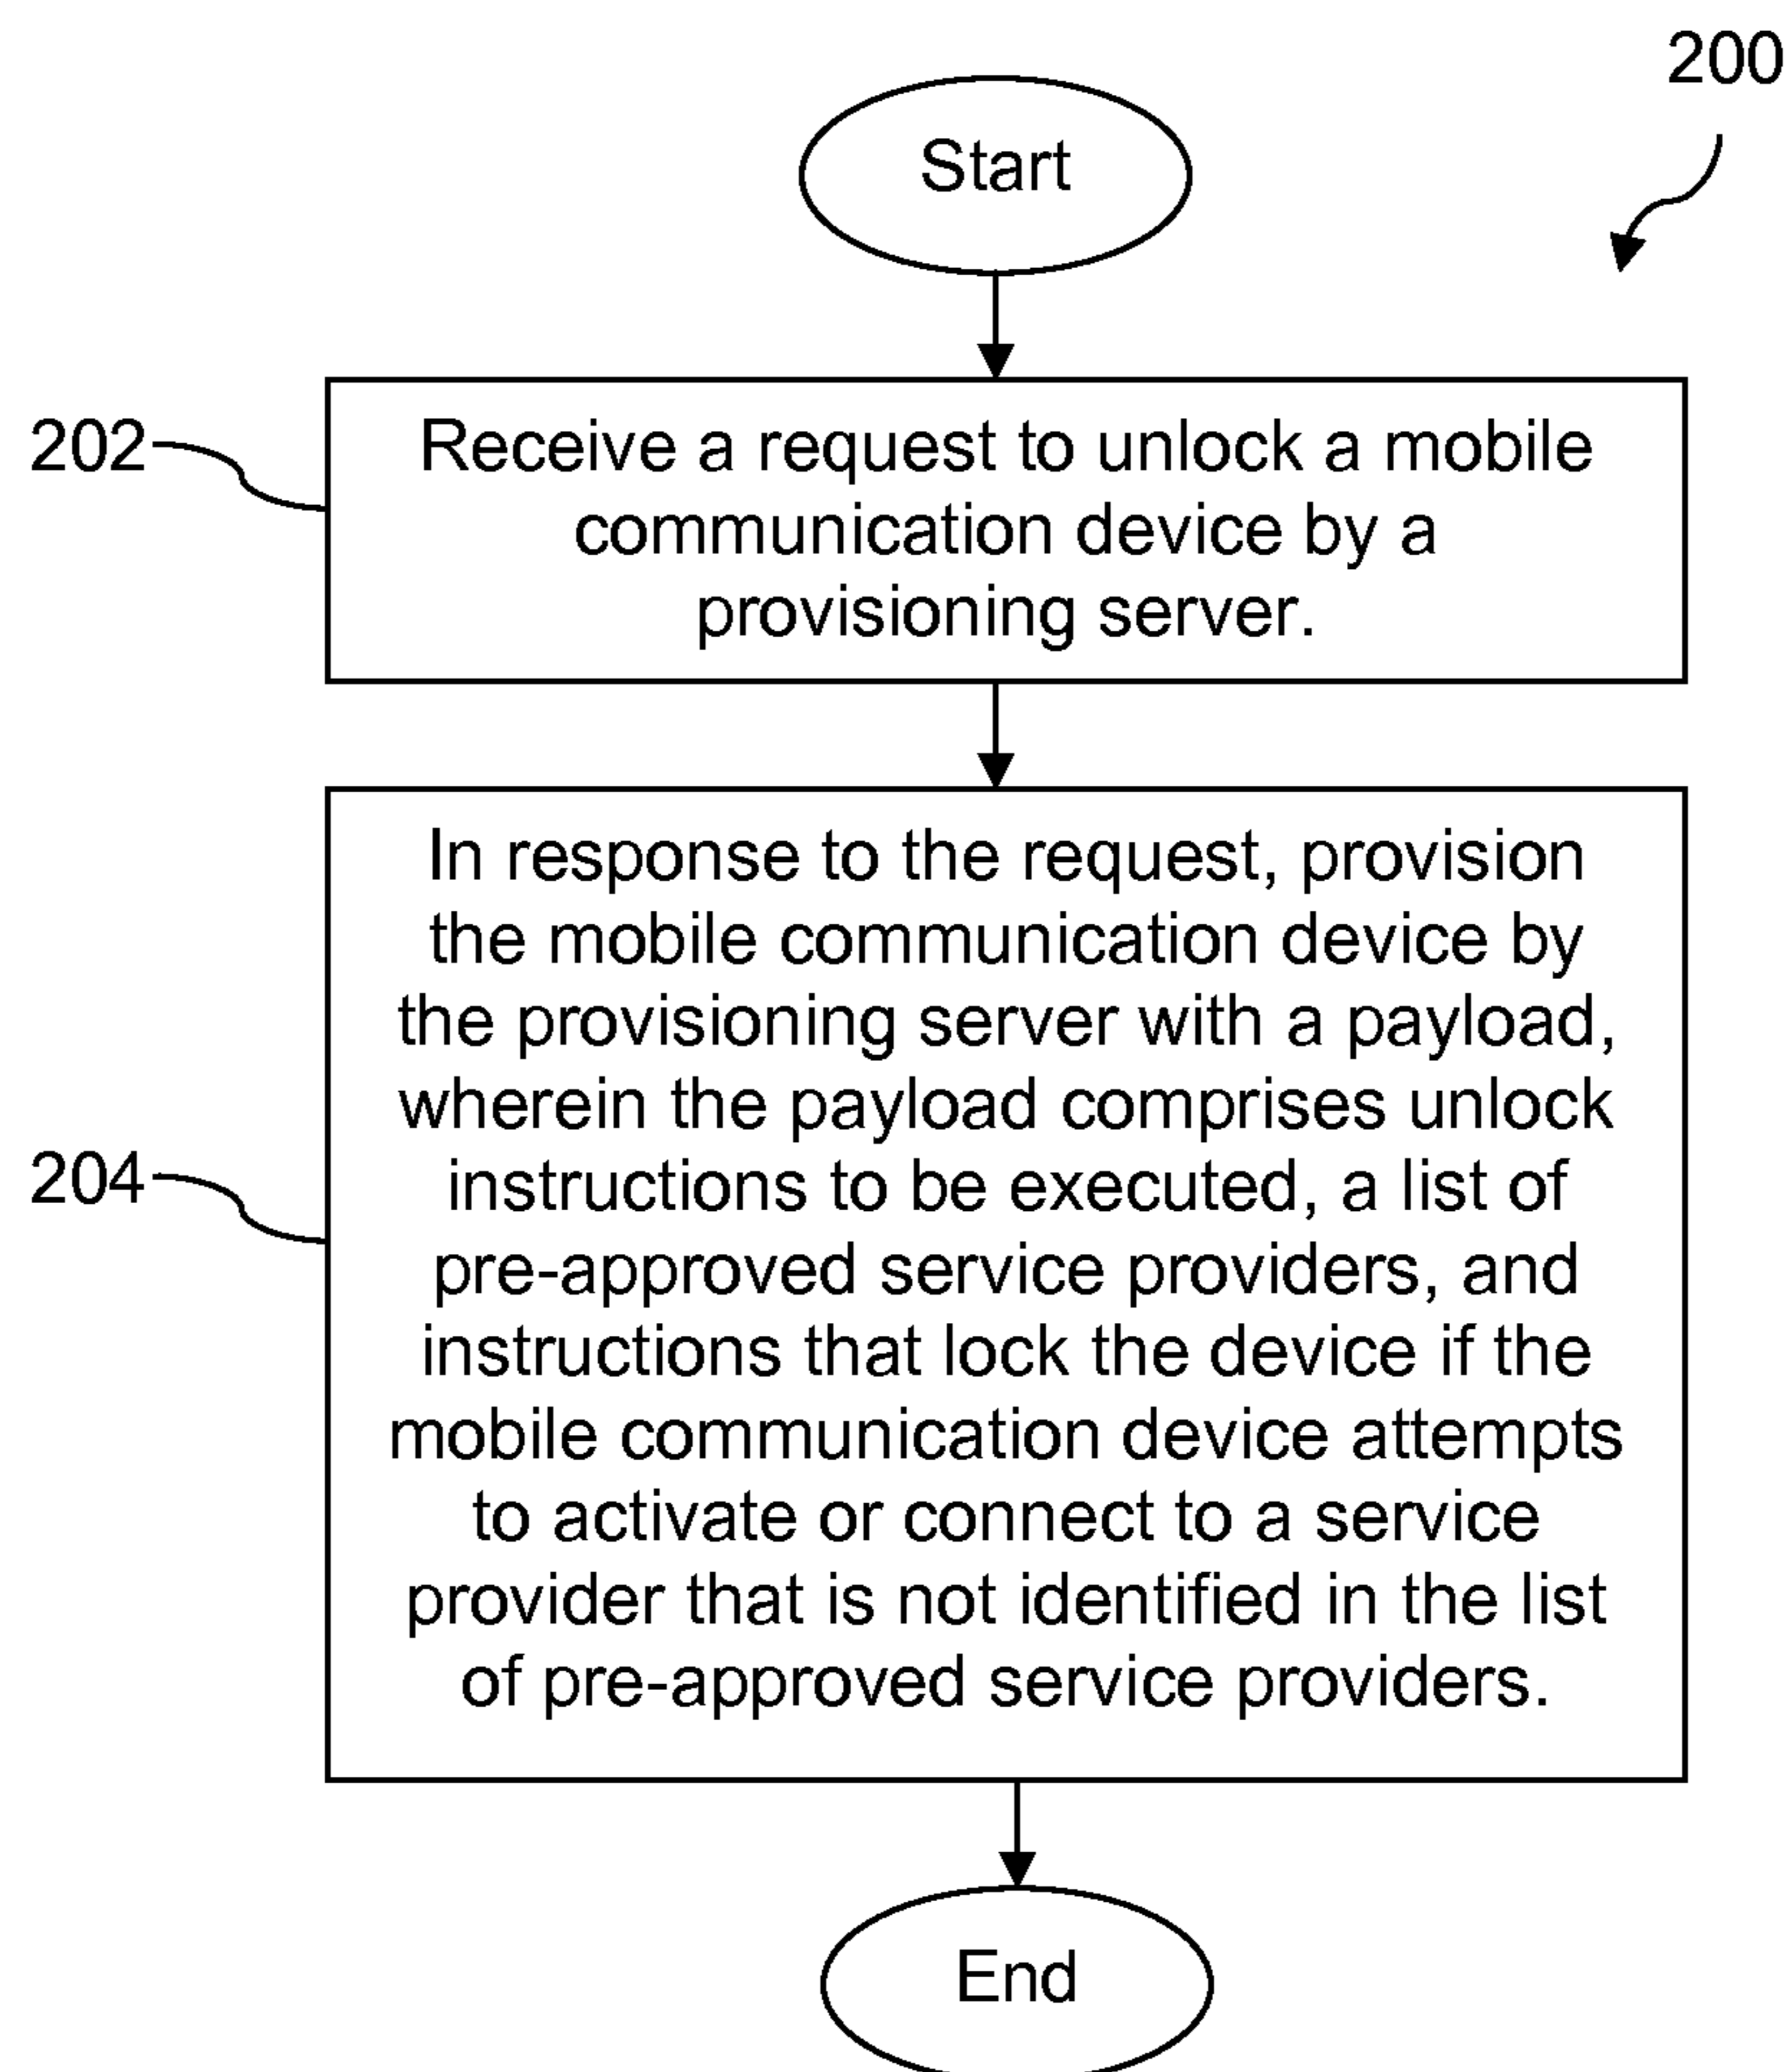 200
Start
202
Receive a request to unlock a mobile
communication device by a
provisioning server.
204
In response to the request, provision
the mobile communication device by
the provisioning server with a payload,
wherein the payload comprises unlock
instructions to be executed, a list of
pre-approved service providers, and
instructions that lock the device if the
mobile communication device attempts
to activate or connect to a service
provider that is not identified in the list
of pre-approved service providers.
End